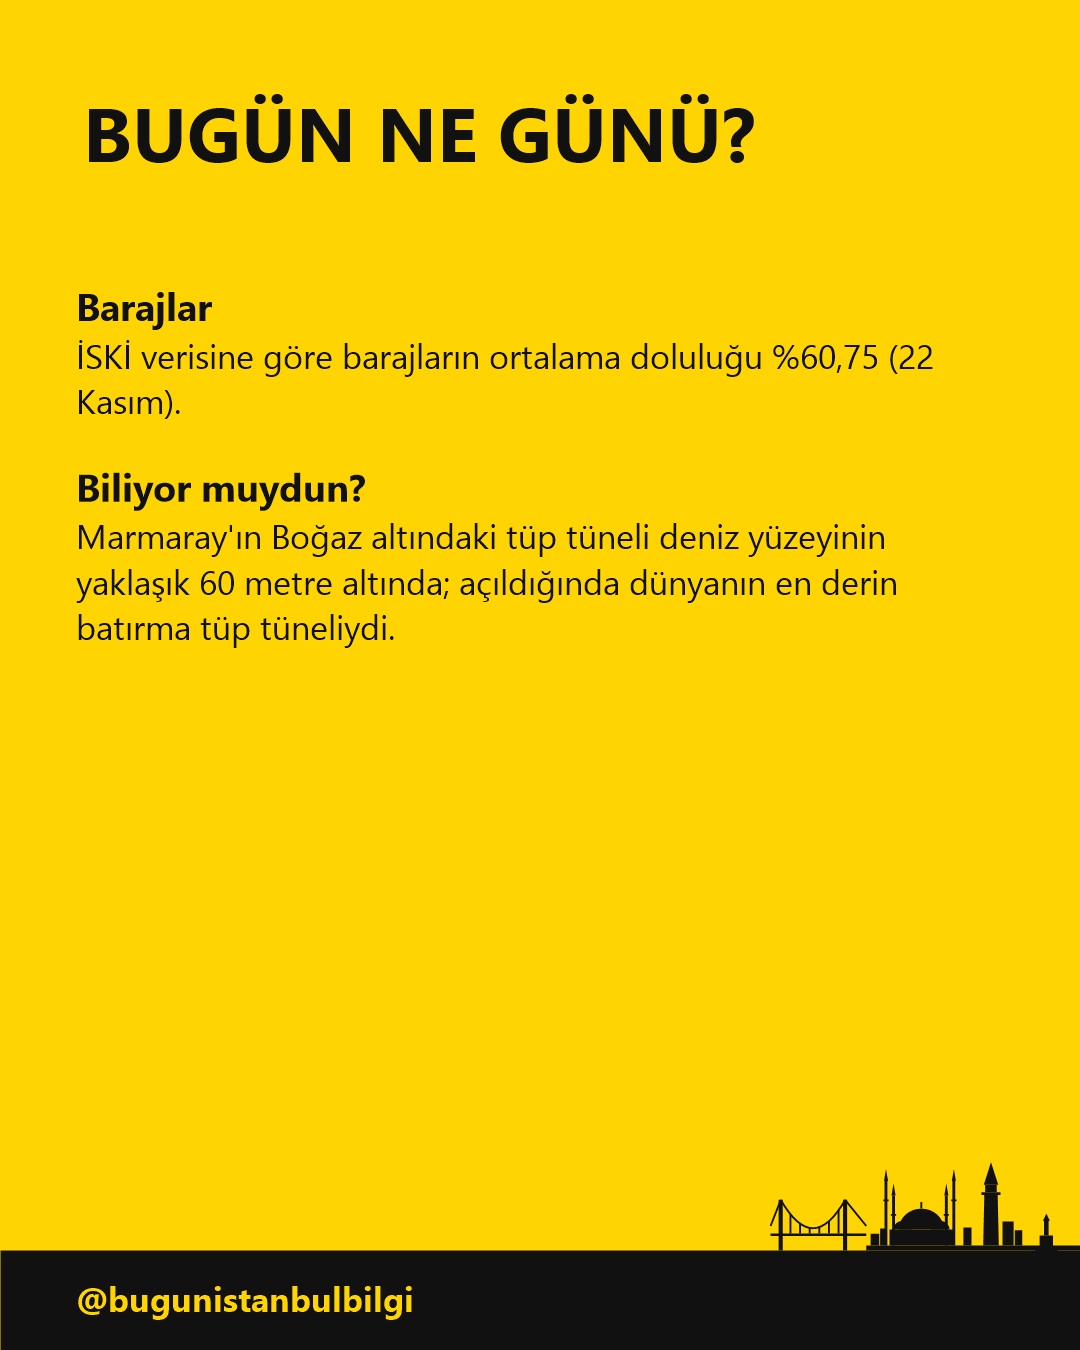 BUGÜN NE GÜNÜ?
Barajlar
İSKİ verisine göre barajların ortalama doluluğu %60,75 (22
Kasım).
Biliyor muydun?
Marmaray'ın Boğaz altındaki tüp tüneli deniz yüzeyinin
yaklaşık 60 metre altında; açıldığında dünyanın en derin
batırma tüp tüneliydi.
@bugunistanbulbilgi